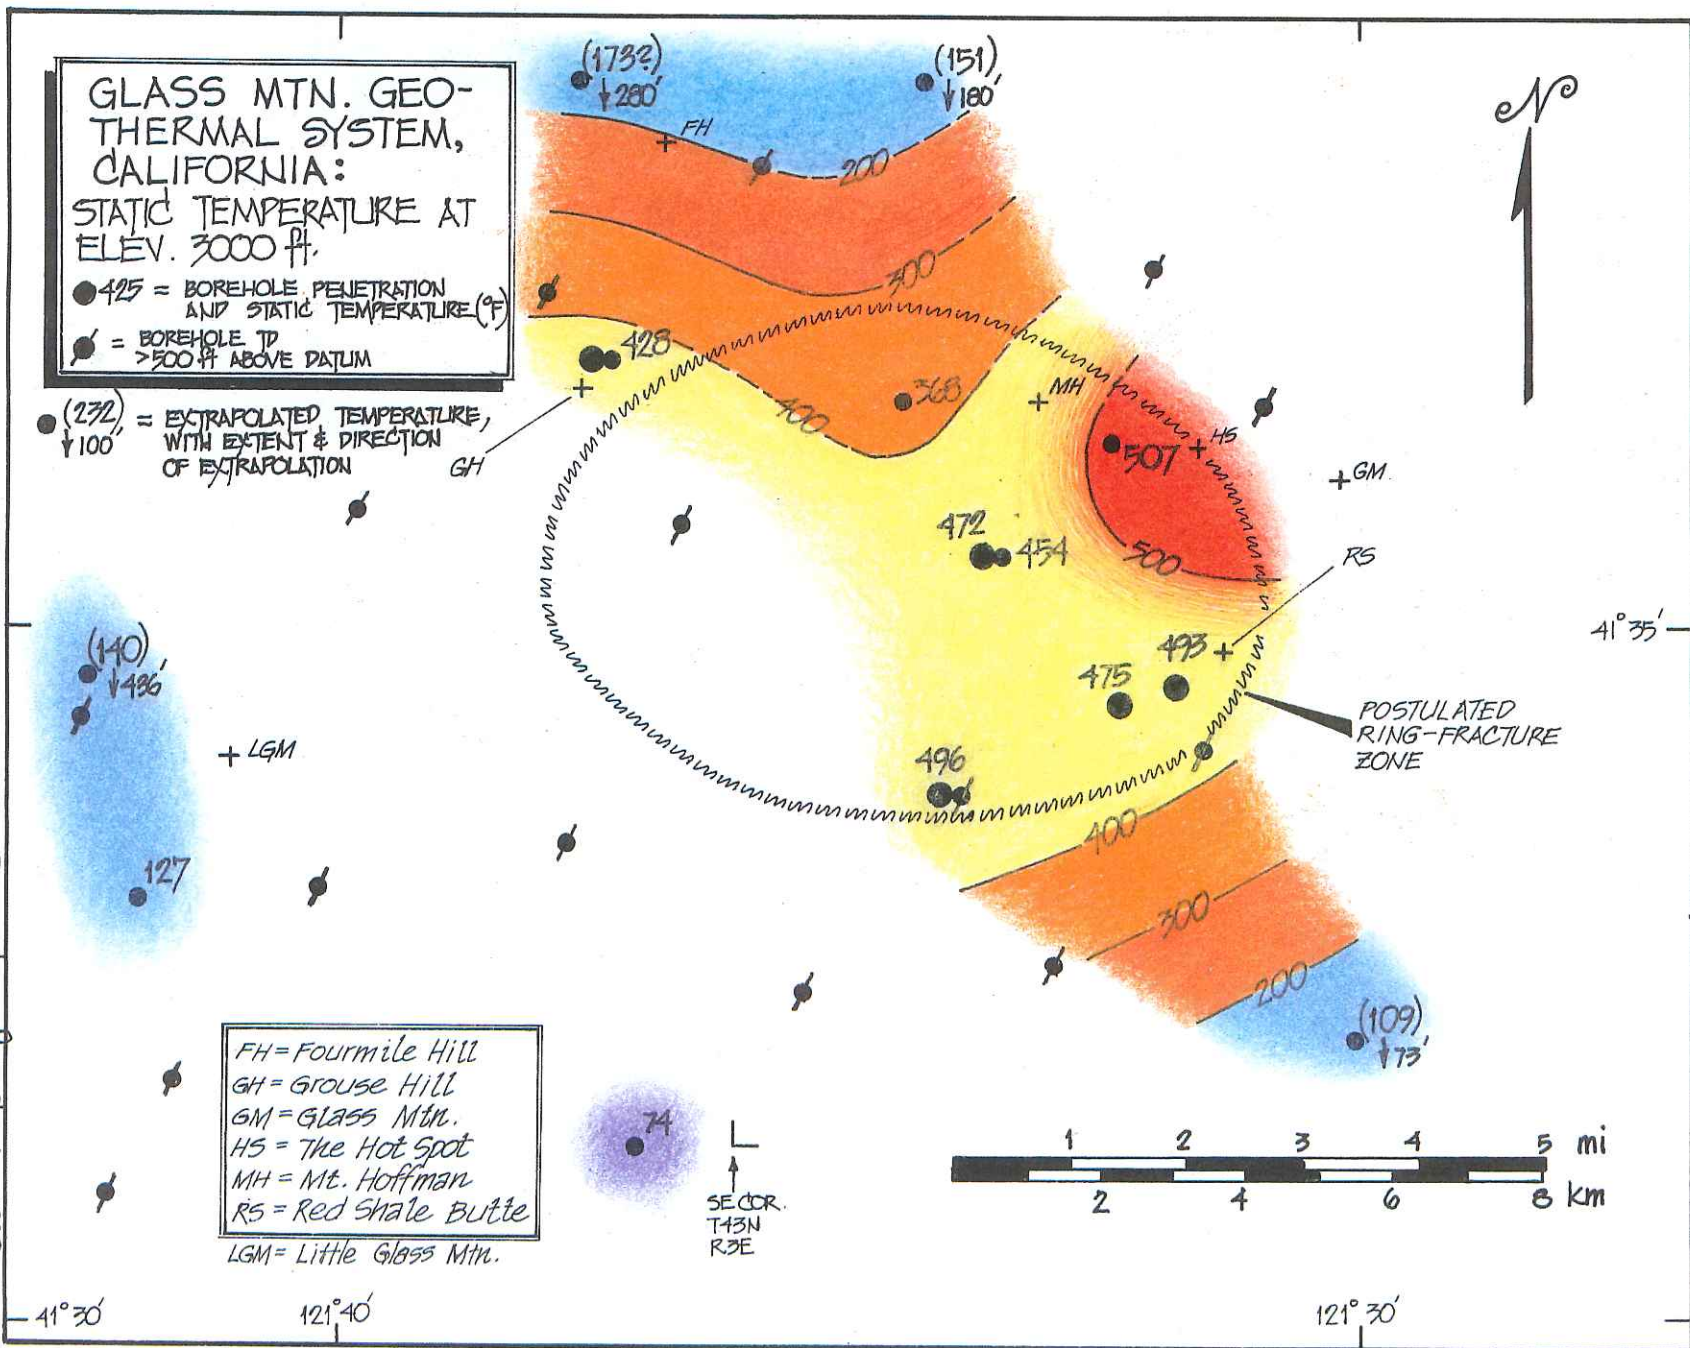 GLASS MTN. GEO-
THERMAL SYSTEM,
CALIFORNIA:
STATIC TEMPERATURE AT
ELEV. 3000 ft.
425 = BOREHOLE PENETRATION
AND STATIC TEMPERATURE (°F)
= BOREHOLE TD
>500 ft ABOVE DATUM
(232) = EXTRAPOLATED TEMPERATURE,
↓100' WITH EXTENT & DIRECTION
OF EXTRAPOLATION
(173?)
↓280'
(151)
↓180'
N
FH
200
300
428
368
MH
400
GH
507
HS
GM
472
454
500
RS
41°35'
(140)
↓436'
493
475
LGM
POSTULATED
RING-FRACTURE
ZONE
496
400
127
300
200
(109)
↓73'
FH = Fourmile Hill
GH = Grouse Hill
GM = Glass Mtn.
HS = The Hot Spot
MH = Mt. Hoffman
RS = Red Shale Butte
LGM = Little Glass Mtn.
74
SE COR.
T43N
R3E
1 2 3 4 5 mi
2 4 6 8 km
41°30'
121°40'
121°30'